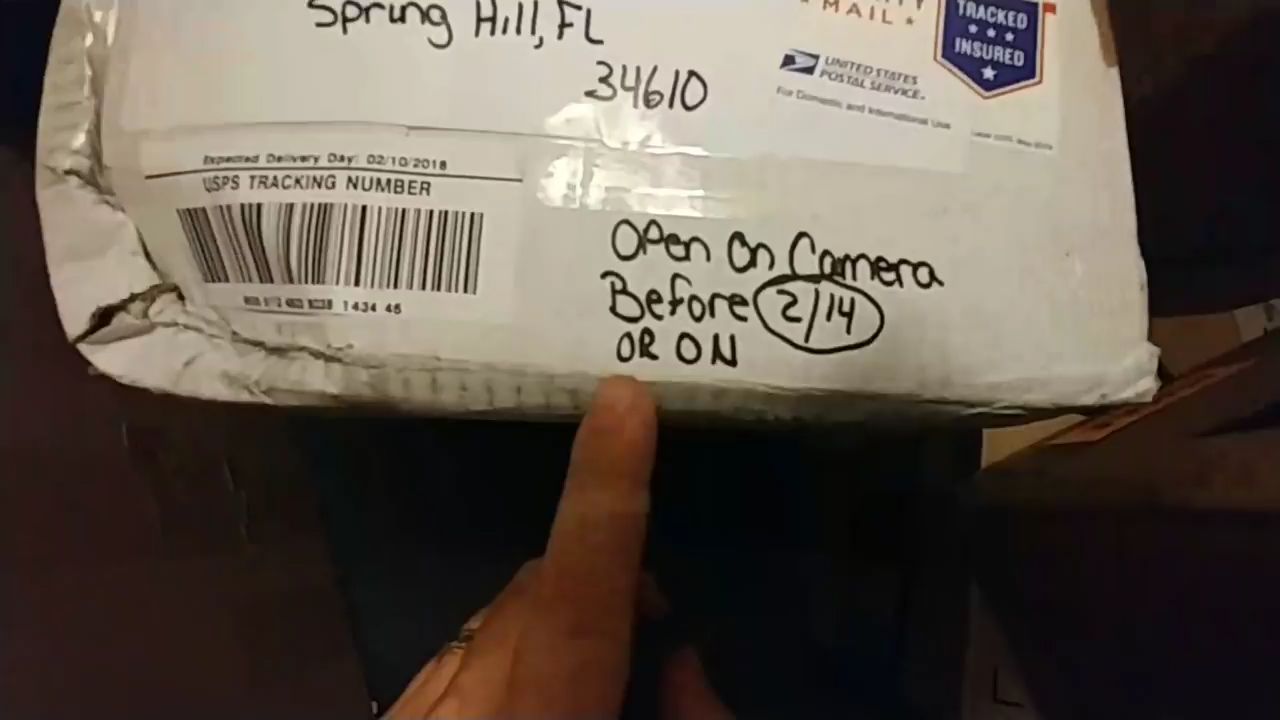 Spring Hill, FL
MAIL
TRACKED
INSURED
34610
UNITED STATES
POSTAL SERVICE.
For Domestic and International Use
Expected Delivery Day: 02/10/2018
USPS TRACKING NUMBER
1434 46
Open On Camera
Before 2/14
OR ON